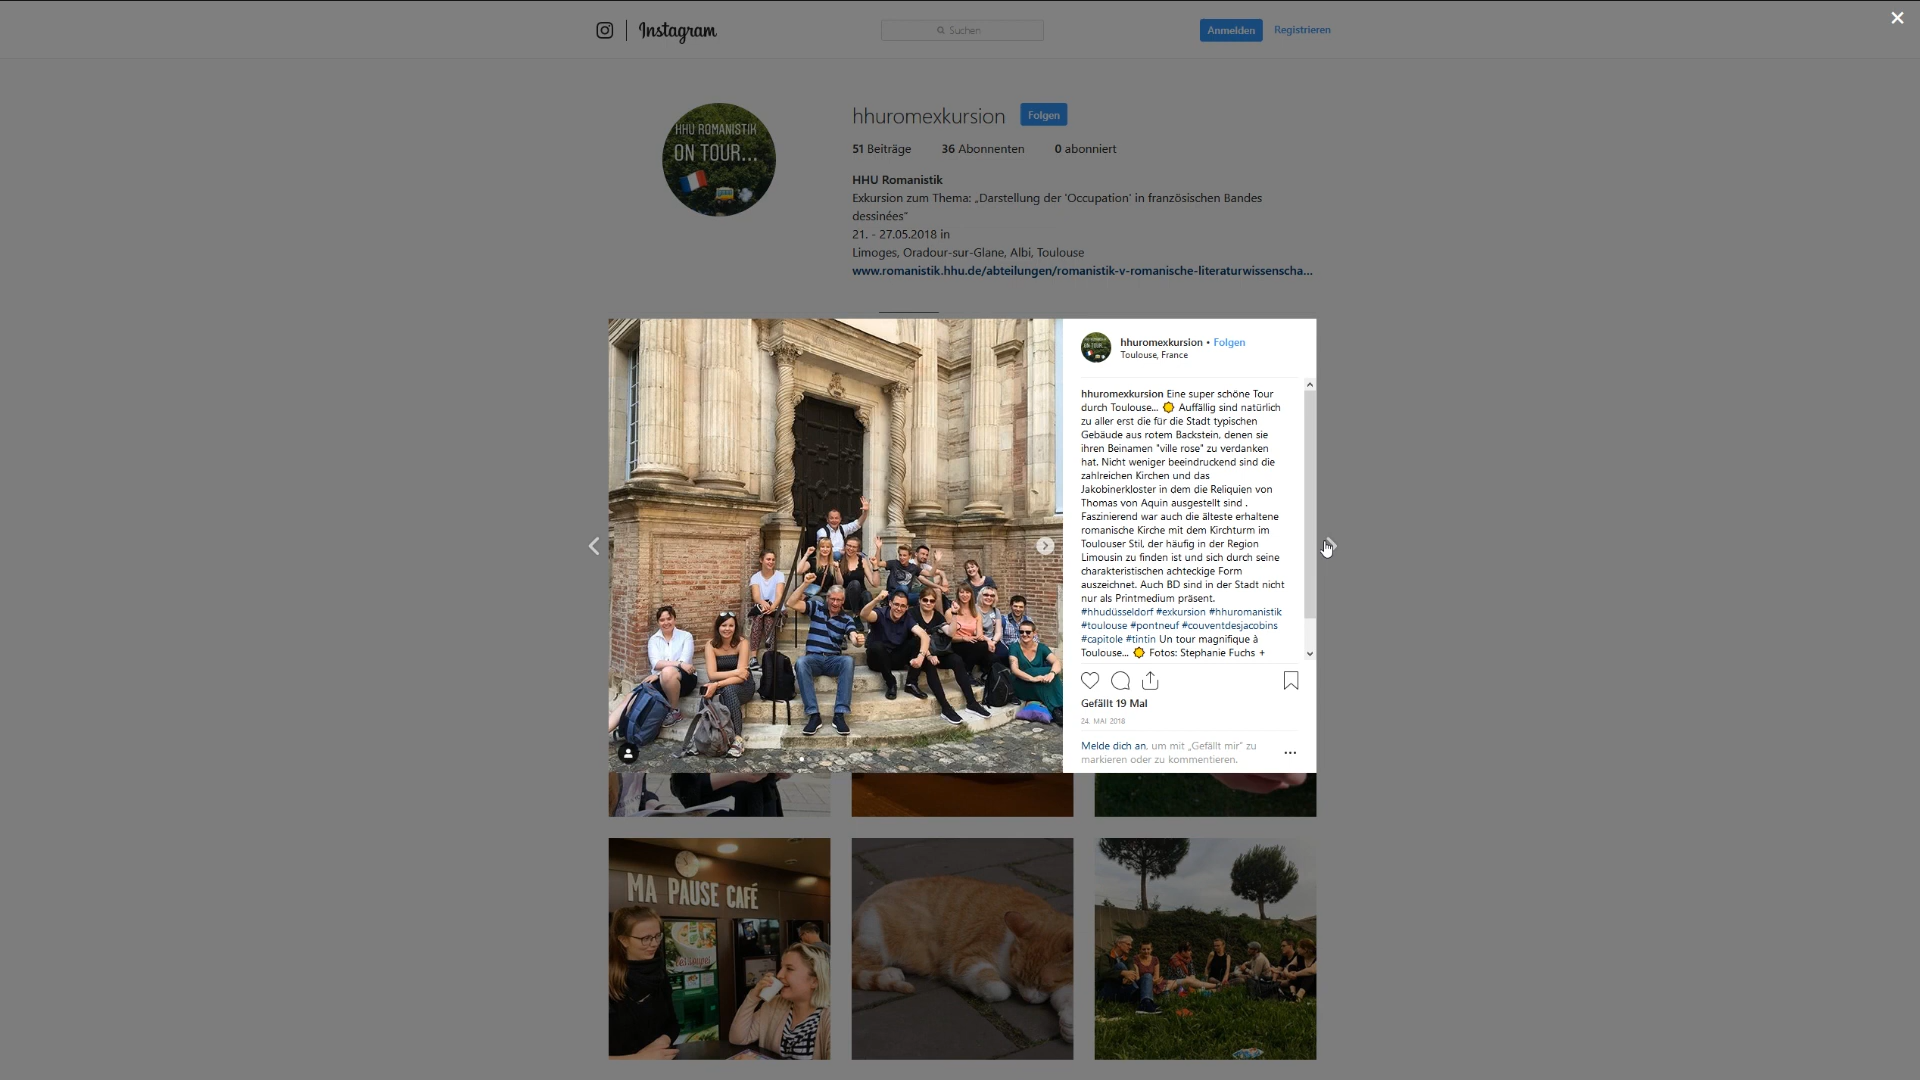 Instagram
Suchen
Anmelden
Registrieren
HHU ROMANISTIK
ON TOUR...
hhuromexkursion
Folgen
51 Beiträge
36 Abonnenten
0 abonniert
HHU Romanistik
Exkursion zum Thema: „Darstellung der 'Occupation' in französischen Bandes
dessinées"
21. - 27.05.2018 in
Limoges, Oradour-sur-Glane, Albi, Toulouse
www.romanistik.hhu.de/abteilungen/romanistik-v-romanische-literaturwissenscha...
hhuromexkursion • Folgen
Toulouse, France
hhuromexkursion Eine super schöne Tour
durch Toulouse... Auffällig sind natürlich
zu aller erst die für die Stadt typischen
Gebäude aus rotem Backstein, denen sie
ihren Beinamen "ville rose" zu verdanken
hat. Nicht weniger beeindruckend sind die
zahlreichen Kirchen und das
Jakobinerkloster in dem die Reliquien von
Thomas von Aquin ausgestellt sind .
Faszinierend war auch die älteste erhaltene
romanische Kirche mit dem Kirchturm im
Toulouser Stil, der häufig in der Region
Limousin zu finden ist und sich durch seine
charakteristischen achteckige Form
auszeichnet. Auch BD sind in der Stadt nicht
nur als Printmedium präsent.
#hhudüsseldorf #exkursion #hhuromanistik
#toulouse #pontneuf #couventdesjacobins
#capitole #tintin Un tour magnifique à
Toulouse... Fotos: Stephanie Fuchs +
Gefällt 19 Mal
24. MAI 2018
Melde dich an, um mit „Gefällt mir" zu
markieren oder zu kommentieren.
MA PAUSE CAFÉ